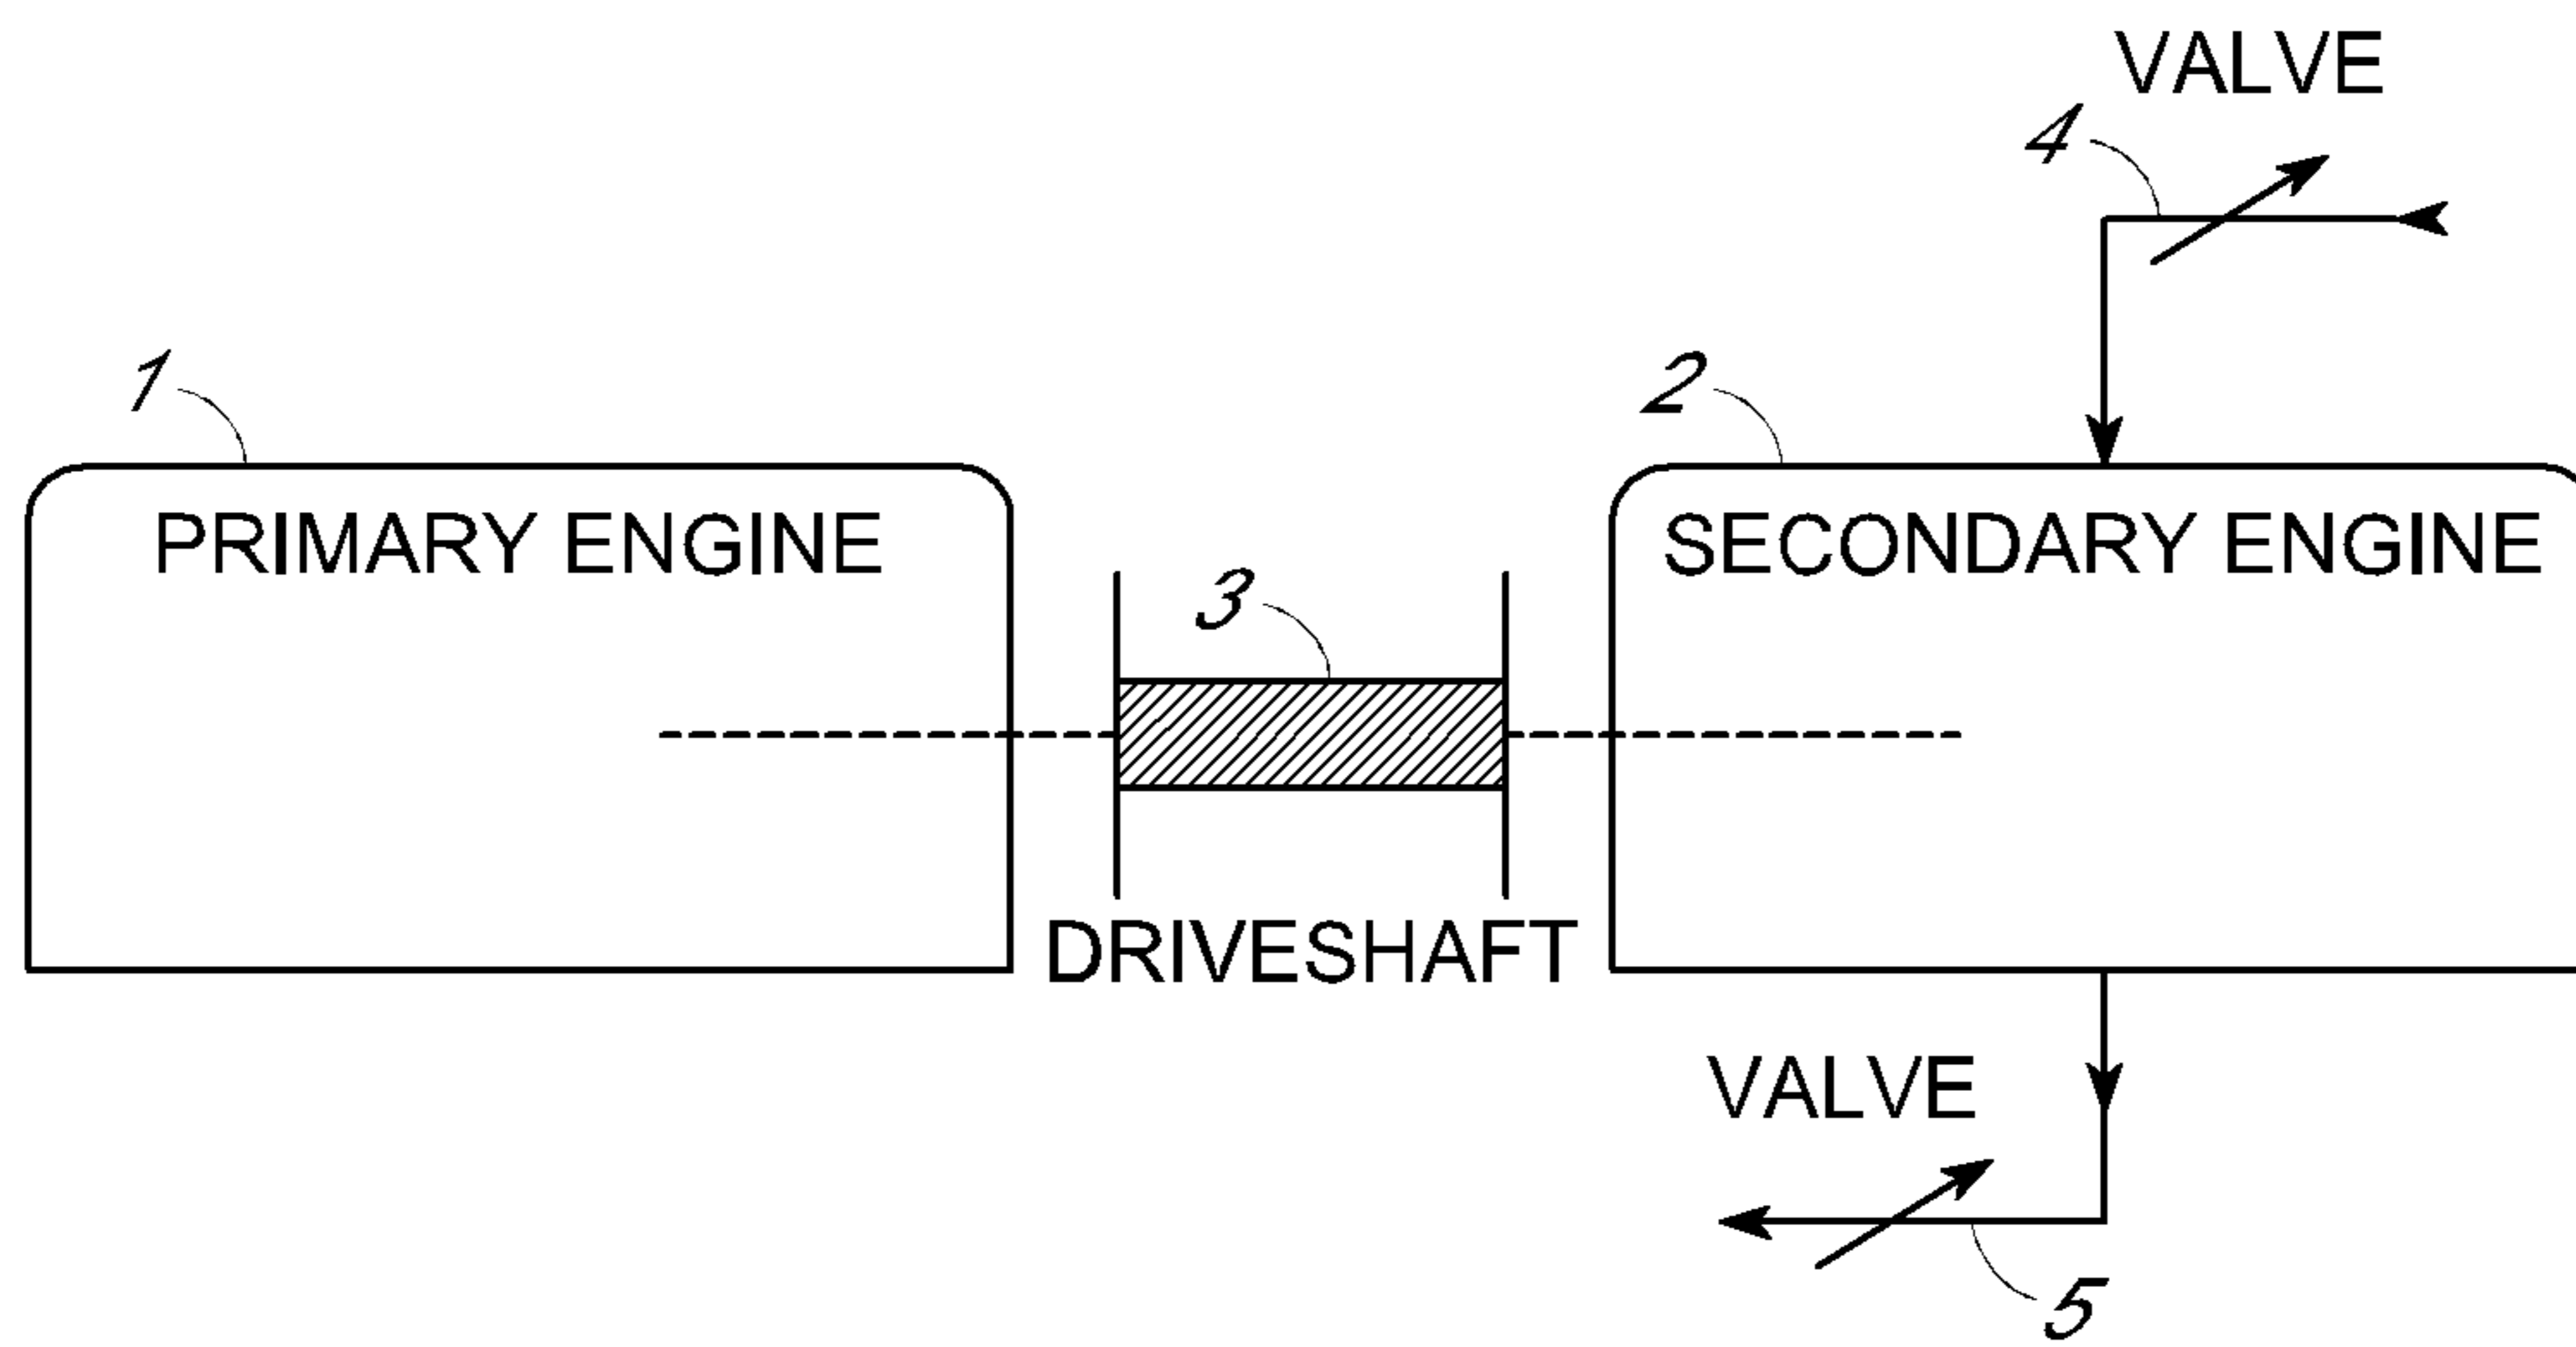 VALVE
4
1
2
PRIMARY ENGINE
SECONDARY ENGINE
3
DRIVESHAFT
VALVE
5